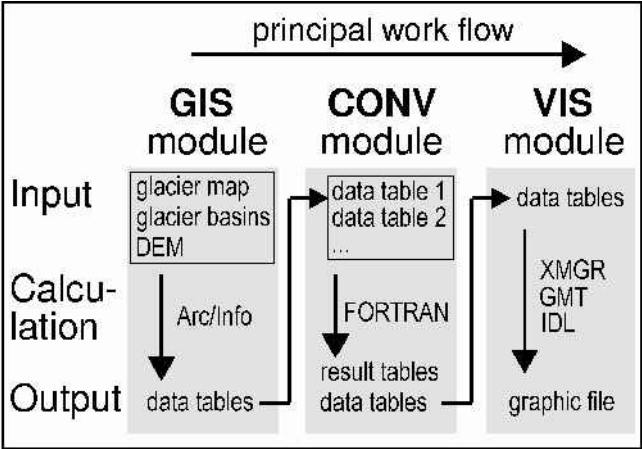 principal work flow
GIS module
CONV module
VIS module
Input
glacier map
glacier basins
DEM
data table 1
data table 2
...
data tables
Calcu-
lation
Arc/Info
FORTRAN
XMGR
GMT
IDL
Output
data tables
result tables
data tables
graphic file